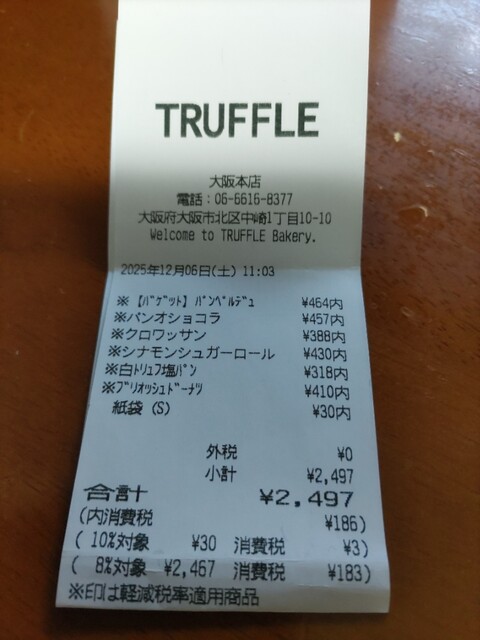 TRUFFLE
大阪本店
電話：06-6616-8377
大阪府大阪市北区中崎1丁目10-10
Welcome to TRUFFLE Bakery.
2025年12月06日(土) 11:03
※【ﾊﾞｹﾞｯﾄ】ﾊﾟﾝﾍﾞﾙﾃﾞｭ ¥464内
※パンオショコラ ¥457内
※クロワッサン ¥388内
※シナモンシュガーロール ¥430内
※白ﾄﾘｭﾌ塩ﾊﾟﾝ ¥318内
※ﾌﾞﾘｵｯｼｭﾄﾞｰﾅﾂ ¥410内
紙袋（S） ¥30内
外税 ¥0
小計 ¥2,497
合計 ¥2,497
(内消費税 ¥186)
( 10%対象 ¥30 消費税 ¥3)
( 8%対象 ¥2,467 消費税 ¥183)
※印は軽減税率適用商品